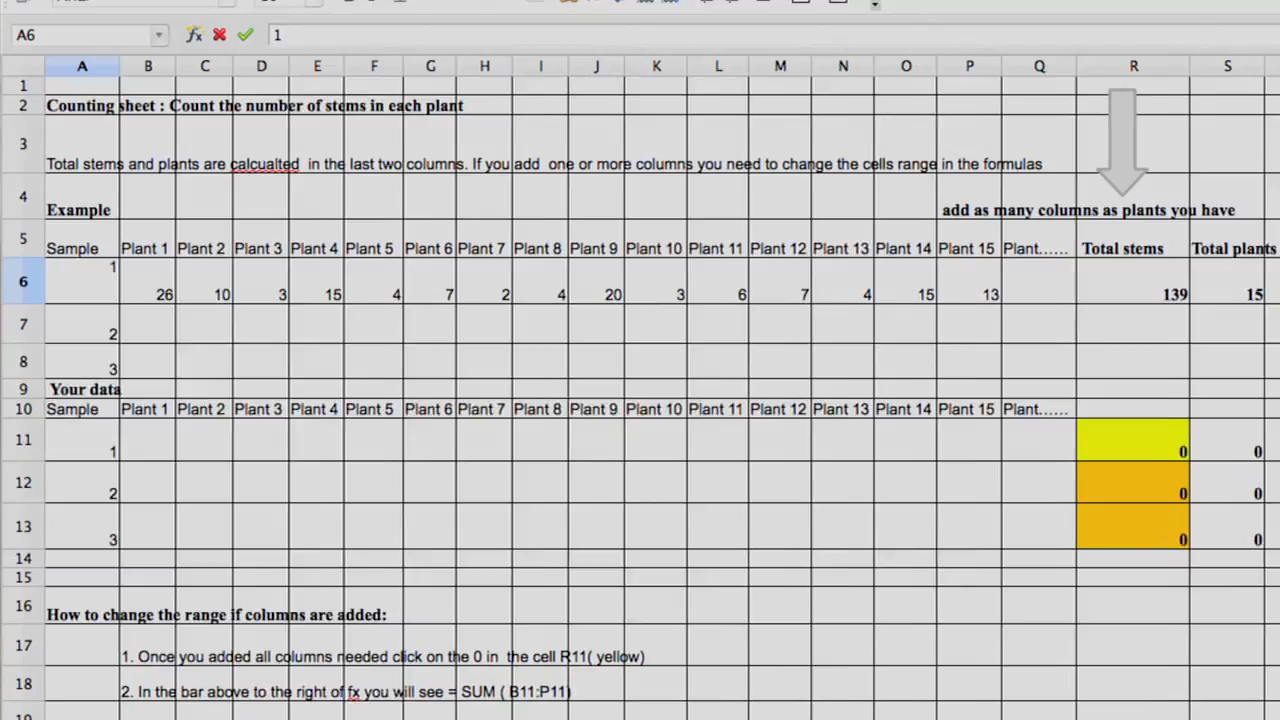 A6 fx 1
A B C D E F G H I J K L M N O P Q R S
1
2 Counting sheet : Count the number of stems in each plant
3 Total stems and plants are calcualted in the last two columns. If you add one or more columns you need to change the cells range in the formulas
4 Example add as many columns as plants you have
5 Sample Plant 1 Plant 2 Plant 3 Plant 4 Plant 5 Plant 6 Plant 7 Plant 8 Plant 9 Plant 10 Plant 11 Plant 12 Plant 13 Plant 14 Plant 15 Plant...... Total stems Total plants
6 1 26 10 3 15 4 7 2 4 20 3 6 7 4 15 13 139 15
7 2
8 3
9 Your data
10 Sample Plant 1 Plant 2 Plant 3 Plant 4 Plant 5 Plant 6 Plant 7 Plant 8 Plant 9 Plant 10 Plant 11 Plant 12 Plant 13 Plant 14 Plant 15 Plant......
11 1 0 0
12 2 0 0
13 3 0 0
14
15
16 How to change the range if columns are added:
17 1. Once you added all columns needed click on the 0 in the cell R11( yellow)
18 2. In the bar above to the right of fx you will see = SUM ( B11:P11)